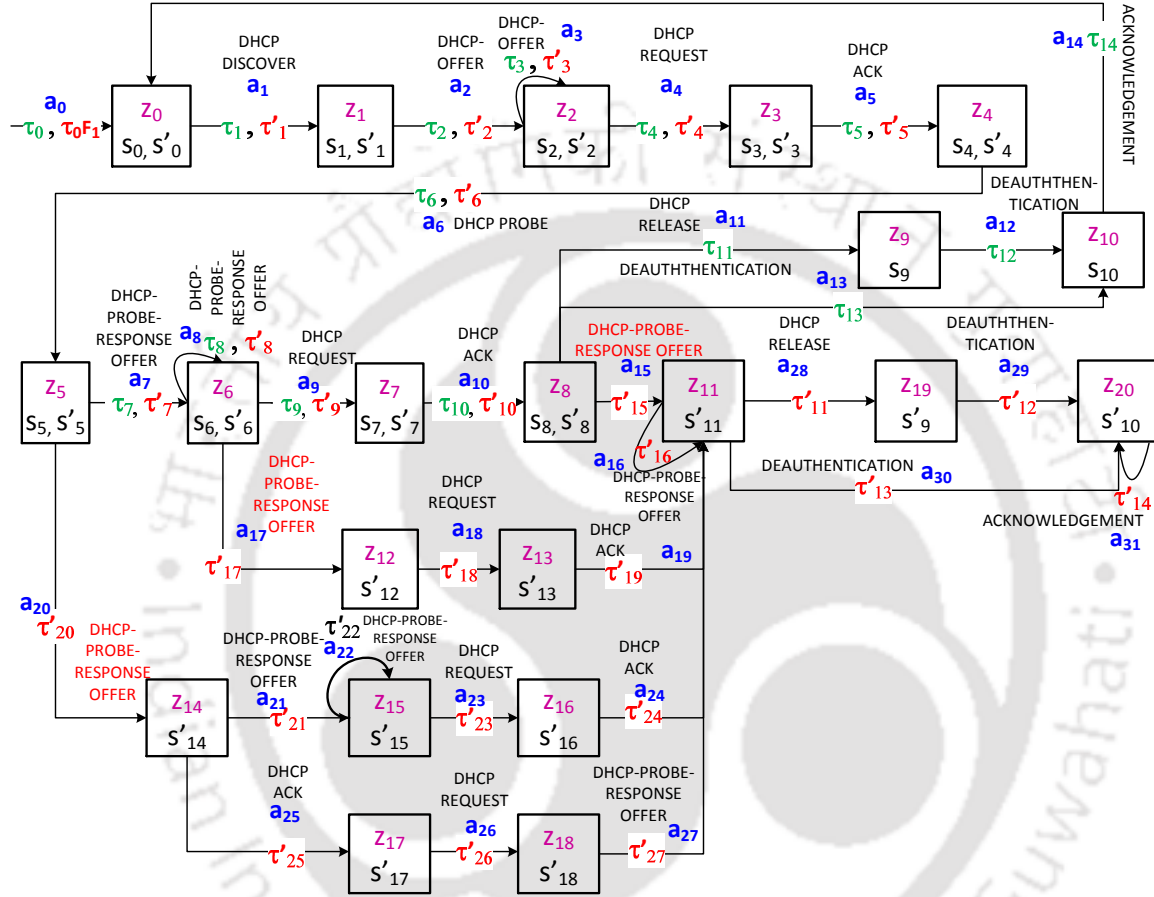 ACKNOWLEDGEMENT
a14 τ14
DHCP
DISCOVER
a1
DHCP-
OFFER
a2
DHCP-
OFFER
a3
τ3, τ'3
DHCP
REQUEST
a4
DHCP
ACK
a5
a0
τ0, τ0F1
Z0
S0, S'0
τ1, τ'1
Z1
S1, S'1
τ2, τ'2
Z2
S2, S'2
τ4, τ'4
Z3
S3, S'3
τ5, τ'5
Z4
S4, S'4
τ6, τ'6
a6 DHCP PROBE
DHCP
RELEASE
a11
τ11
DEAUTHTHENTICATION
Z9
S9
DEAUTHTHEN-
TICATION
a12
τ12
Z10
S10
a13
τ13
DHCP-
PROBE-
RESPONSE
OFFER
a7
τ7, τ'7
DHCP-
PROBE-
RESPONSE
OFFER
a8
τ8, τ'8
DHCP
REQUEST
a9
τ9, τ'9
DHCP
ACK
a10
τ10, τ'10
DHCP-PROBE-
RESPONSE OFFER
a15
τ'15
DHCP
RELEASE
a28
τ'11
DEAUTHTHEN-
TICATION
a29
τ'12
Z5
S5, S'5
Z6
S6, S'6
Z7
S7, S'7
Z8
S8, S'8
Z11
S'11
Z19
S'9
Z20
S'10
τ'16
a16
DHCP-PROBE-
RESPONSE
OFFER
DEAUTHENTICATION
a30
τ'13
τ'14
ACKNOWLEDGEMENT
a31
DHCP-
PROBE-
RESPONSE
OFFER
a17
τ'17
Z12
S'12
DHCP
REQUEST
a18
τ'18
Z13
S'13
DHCP
ACK
a19
τ'19
a20
τ'20
DHCP-
PROBE-
RESPONSE
OFFER
Z14
S'14
DHCP-PROBE-
RESPONSE
OFFER
a21
τ'21
τ'22
a22
DHCP-PROBE-
RESPONSE
OFFER
Z15
S'15
DHCP
REQUEST
a23
τ'23
Z16
S'16
DHCP
ACK
a24
τ'24
DHCP
ACK
a25
τ'25
Z17
S'17
DHCP
REQUEST
a26
τ'26
Z18
S'18
DHCP-PROBE-
RESPONSE
OFFER
a27
τ'27